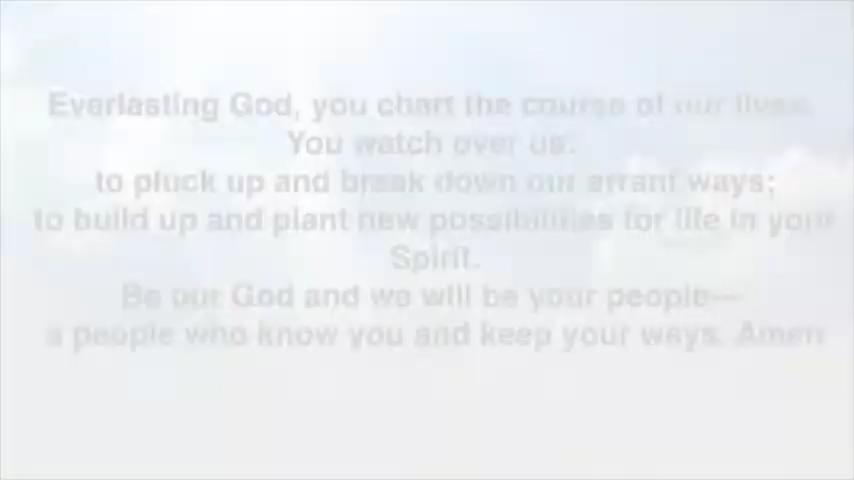 Everlasting God, you chart the course of our lives.
You watch over us:
to pluck up and break down our errant ways;
to build up and plant new possibilities for life in your
Spirit.
Be our God and we will be your people—
a people who know you and keep your ways. Amen